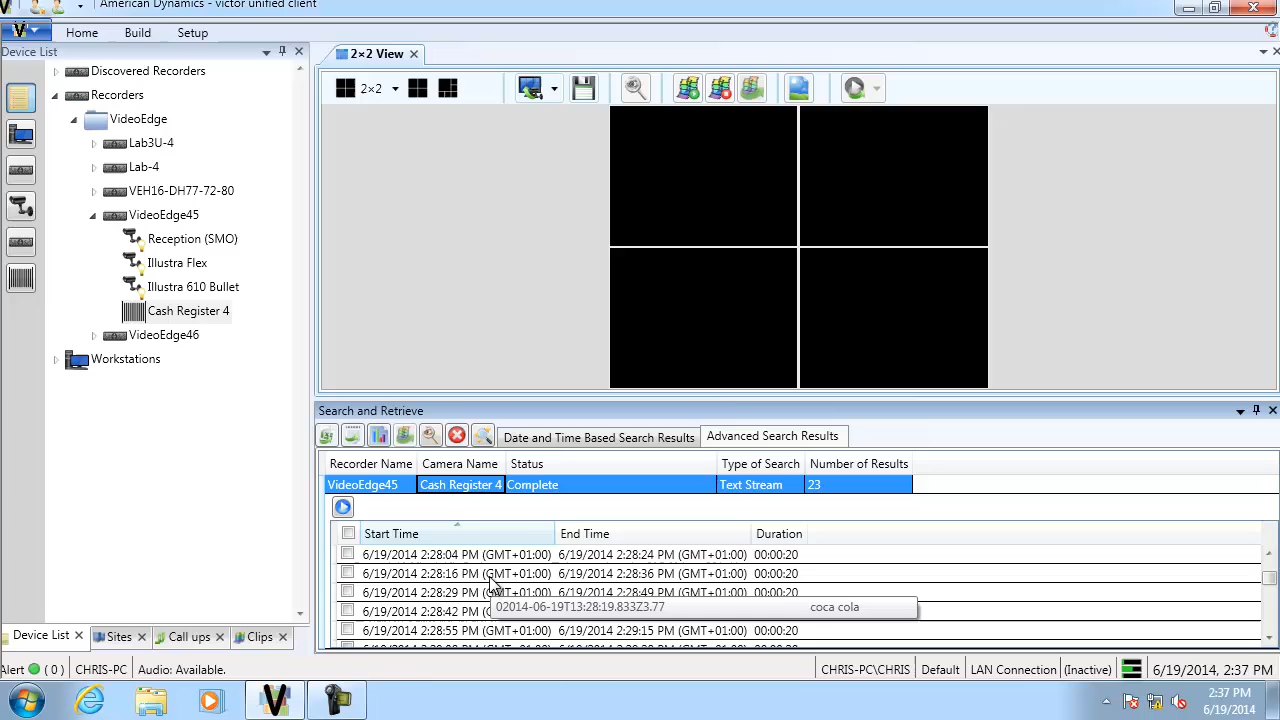 American Dynamics - victor unified client
Home Build Setup
Device List
Discovered Recorders
Recorders
VideoEdge
Lab3U-4
Lab-4
VEH16-DH77-72-80
VideoEdge45
Reception (SMO)
Illustra Flex
Illustra 610 Bullet
Cash Register 4
VideoEdge46
Workstations
Device List Sites Call ups Clips
2×2 View
2×2
Search and Retrieve
Date and Time Based Search Results Advanced Search Results
Recorder Name Camera Name Status Type of Search Number of Results
VideoEdge45 Cash Register 4 Complete Text Stream 23
Start Time End Time Duration
6/19/2014 2:28:04 PM (GMT+01:00) 6/19/2014 2:28:24 PM (GMT+01:00) 00:00:20
6/19/2014 2:28:16 PM (GMT+01:00) 6/19/2014 2:28:36 PM (GMT+01:00) 00:00:20
6/19/2014 2:28:29 PM (GMT+01:00) 6/19/2014 2:28:49 PM (GMT+01:00) 00:00:20
02014-06-19T13:28:19.833Z3.77 coca cola
6/19/2014 2:28:42 PM
6/19/2014 2:28:55 PM (GMT+01:00) 6/19/2014 2:29:15 PM (GMT+01:00) 00:00:20
Alert ( 0 ) CHRIS-PC Audio: Available. CHRIS-PC\CHRIS Default LAN Connection (Inactive) 6/19/2014, 2:37 PM
2:37 PM
6/19/2014